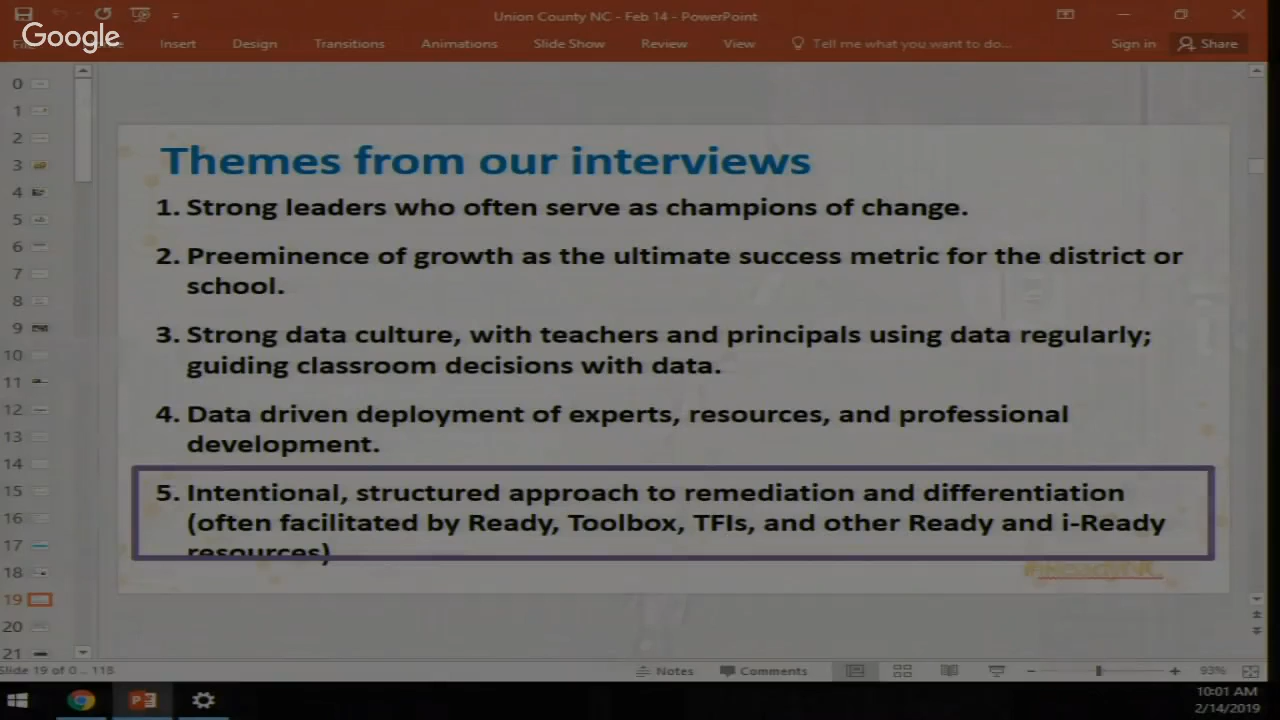 Union County NC - Feb 14 - PowerPoint
Google
Insert Design Transitions Animations Slide Show Review View Tell me what you want to do... Sign in Share
0
1
2
3
4
5
6
7
8
9
10
11
12
13
14
15
16
17
18
19
20
21
Themes from our interviews
1. Strong leaders who often serve as champions of change.
2. Preeminence of growth as the ultimate success metric for the district or
school.
3. Strong data culture, with teachers and principals using data regularly;
guiding classroom decisions with data.
4. Data driven deployment of experts, resources, and professional
development.
5. Intentional, structured approach to remediation and differentiation
(often facilitated by Ready, Toolbox, TFIs, and other Ready and i-Ready
resources)
Slide 19 of 0 .. 118 Notes Comments 93%
10:01 AM
2/14/2019